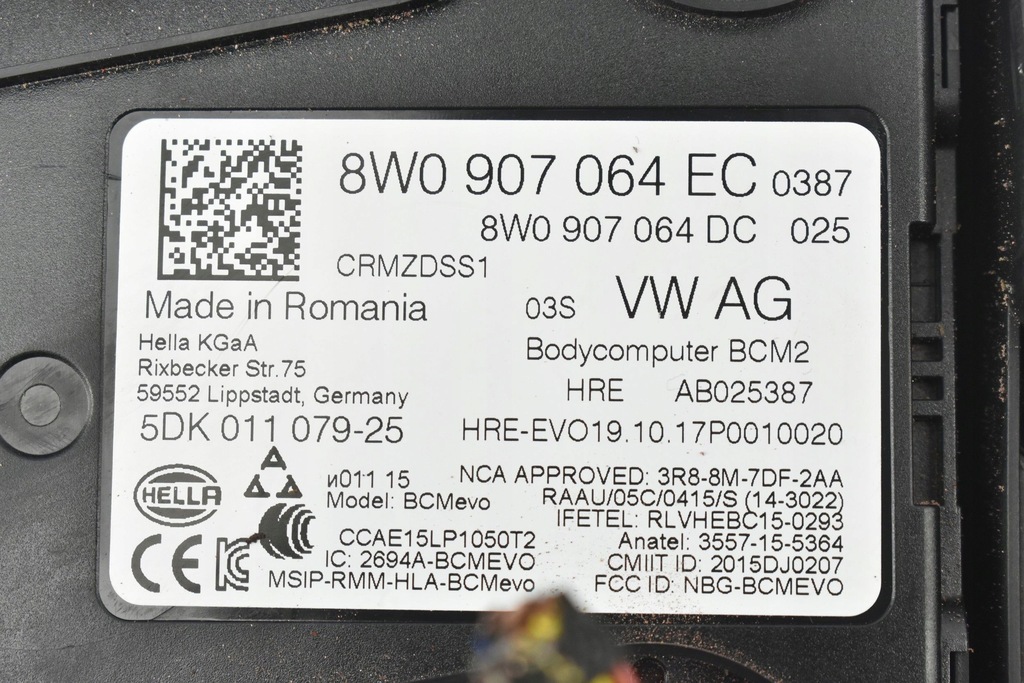 8W0 907 064 EC 0387
8W0 907 064 DC 025
CRMZDSS1
Made in Romania
03S VW AG
Hella KGaA
Rixbecker Str.75
59552 Lippstadt, Germany
Bodycomputer BCM2
HRE AB025387
5DK 011 079-25
HRE-EVO19.10.17P0010020
HELLA
и011 15
Model: BCMevo
NCA APPROVED: 3R8-8M-7DF-2AA
RAAU/05C/0415/S (14-3022)
IFETEL: RLVHEBC15-0293
CCAE15LP1050T2
Anatel: 3557-15-5364
CE
IC: 2694A-BCMEVO
CMIIT ID: 2015DJ0207
MSIP-RMM-HLA-BCMevo
FCC ID: NBG-BCMEVO